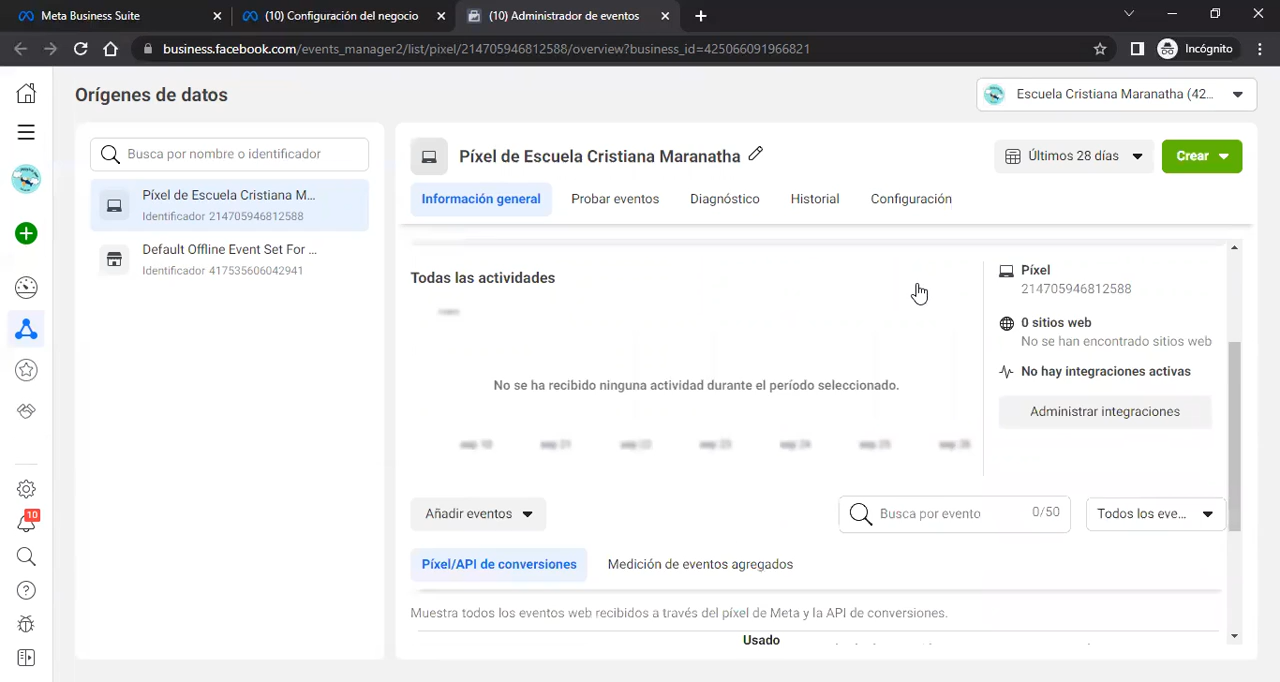 Meta Business Suite
(10) Configuración del negocio
(10) Administrador de eventos
business.facebook.com/events_manager2/list/pixel/214705946812588/overview?business_id=425066091966821
Incógnito
Orígenes de datos
Escuela Cristiana Maranatha (42...
Busca por nombre o identificador
Píxel de Escuela Cristiana M...
Identificador 214705946812588
Default Offline Event Set For ...
Identificador 417535606042941
Píxel de Escuela Cristiana Maranatha
Últimos 28 días
Crear
Información general
Probar eventos
Diagnóstico
Historial
Configuración
Todas las actividades
No se ha recibido ninguna actividad durante el período seleccionado.
Píxel
214705946812588
0 sitios web
No se han encontrado sitios web
No hay integraciones activas
Administrar integraciones
Añadir eventos
Busca por evento
0/50
Todos los eve...
Píxel/API de conversiones
Medición de eventos agregados
Muestra todos los eventos web recibidos a través del píxel de Meta y la API de conversiones.
Usado
10